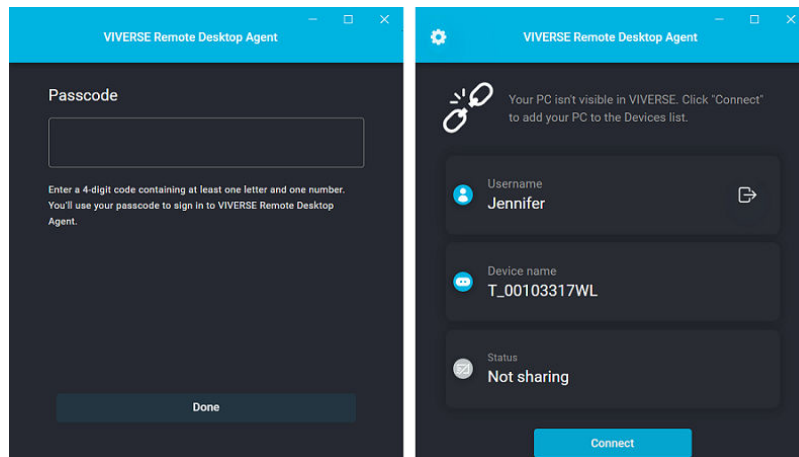 VIVERSE Remote Desktop Agent
Passcode
Enter a 4-digit code containing at least one letter and one number.
You'll use your passcode to sign in to VIVERSE Remote Desktop
Agent.
Done
VIVERSE Remote Desktop Agent
Your PC isn't visible in VIVERSE. Click "Connect"
to add your PC to the Devices list.
Username
Jennifer
Device name
T_00103317WL
Status
Not sharing
Connect